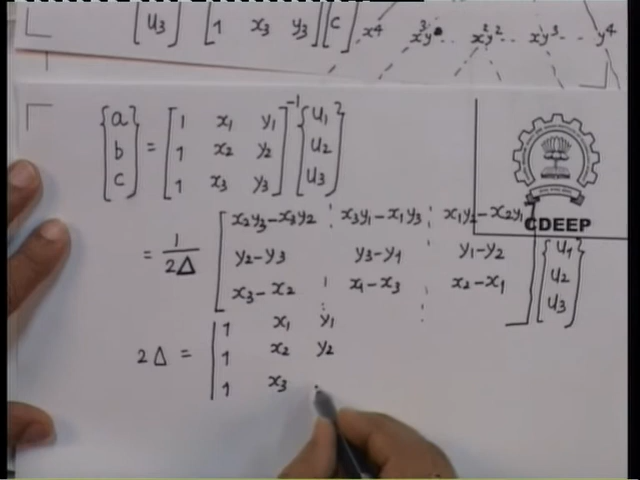 [u3] [1 x3 y3][c] x⁴ x³y.. x²y².. xy³.. y⁴
{a b c} = [1 x1 y1; 1 x2 y2; 1 x3 y3]⁻¹ {u1 u2 u3}
= 1/2Δ [x2y3-x3y2 x3y1-x1y3 x1y2-x2y1
y2-y3 y3-y1 y1-y2
x3-x2 x1-x3 x2-x1] {u1 u2 u3}
CDEEP
2Δ = |1 x1 y1
1 x2 y2
1 x3